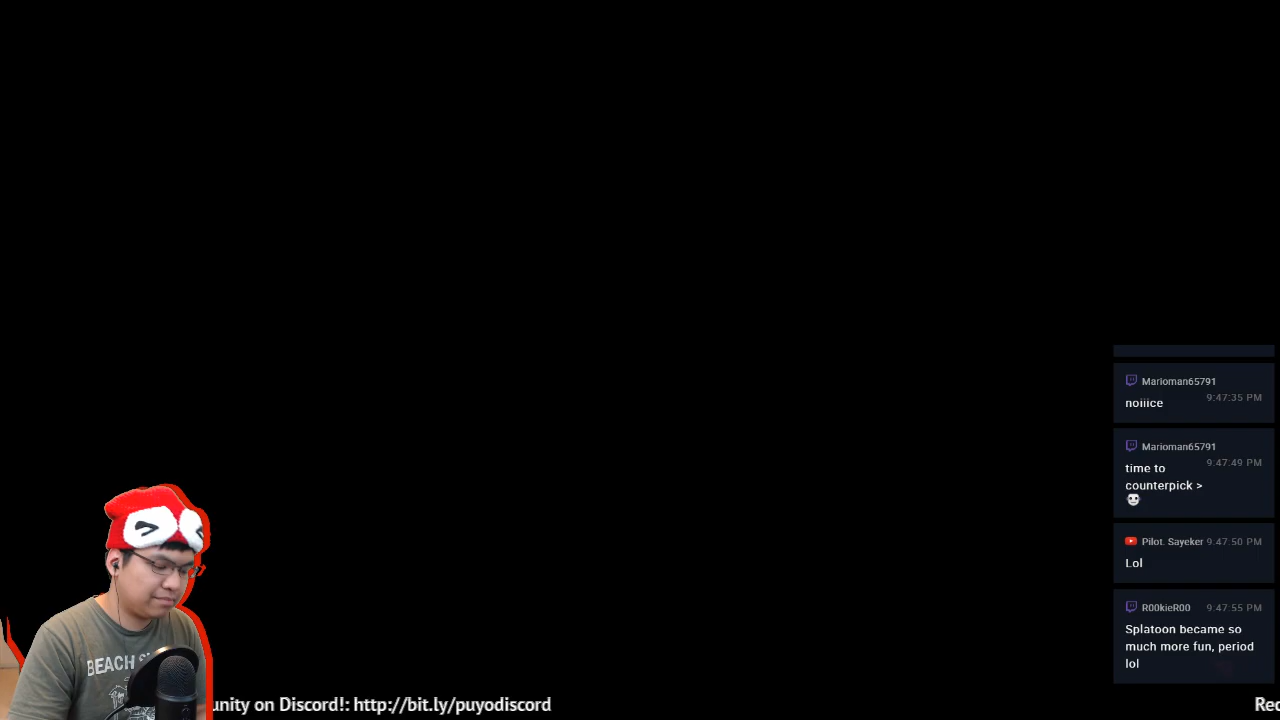 Marioman65791
9:47:35 PM
noiiice
Marioman65791
9:47:49 PM
time to
counterpick >
Pilot. Sayeker 9:47:50 PM
Lol
R00kieR00 9:47:55 PM
Splatoon became so
much more fun, period
lol
BEACH
unity on Discord!: http://bit.ly/puyodiscord
Rec